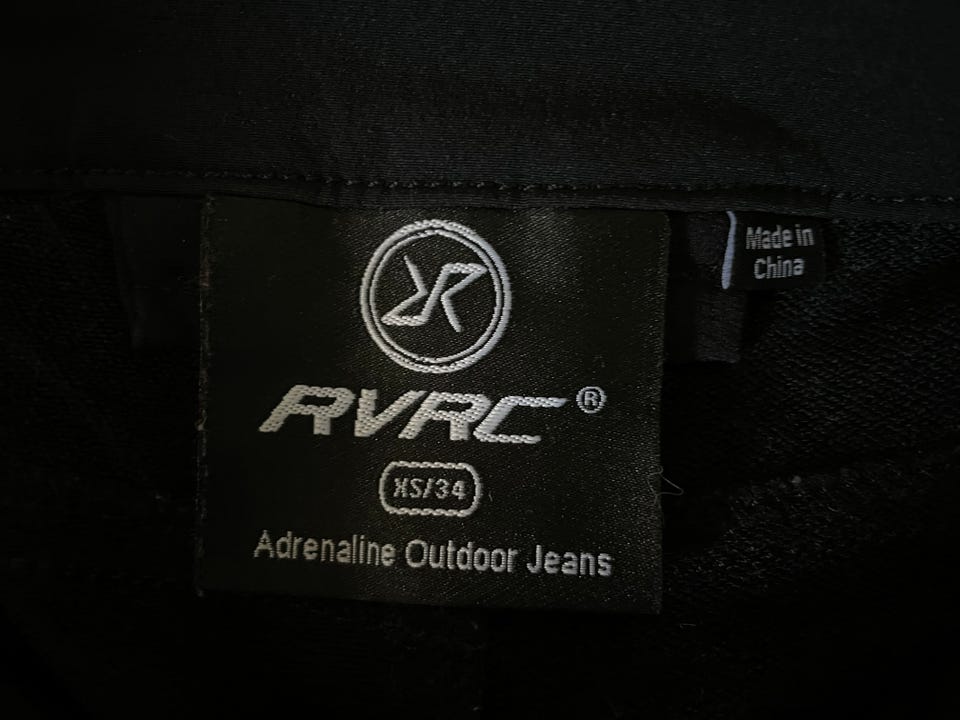 RVRC®
XS/34
Adrenaline Outdoor Jeans
Made in
China